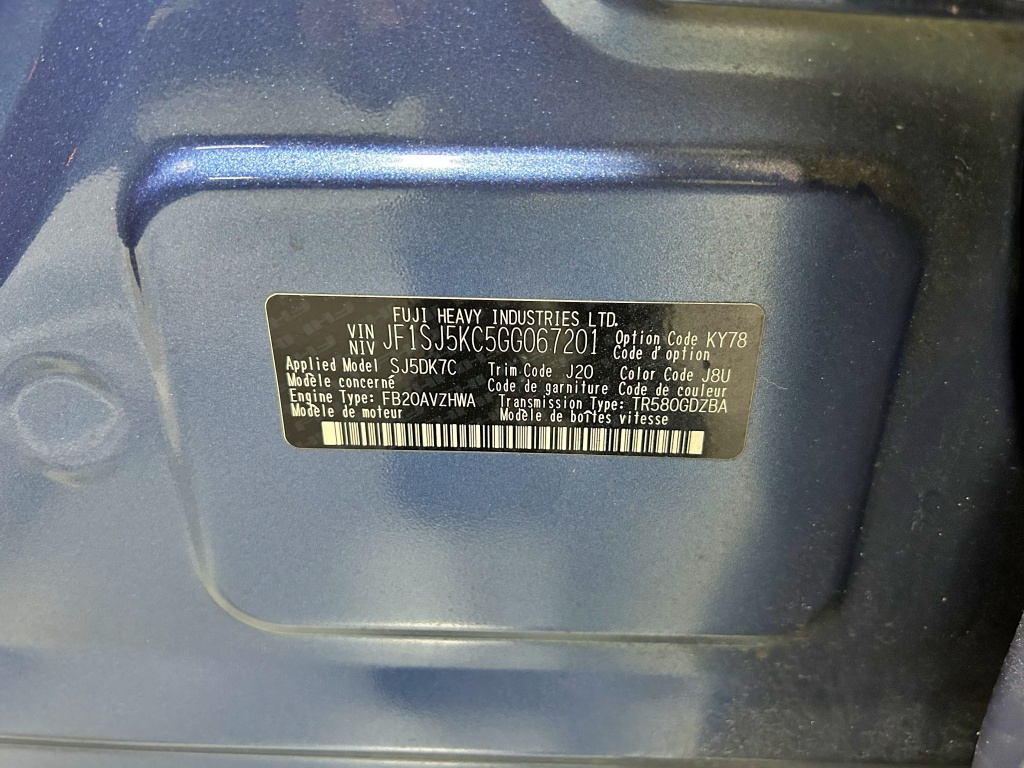 FUJI HEAVY INDUSTRIES LTD.
VIN
NIV JF1SJ5KC5GG067201 Option Code KY78
Code d'option
Applied Model SJ5DK7C Trim Code J20 Color Code J8U
Modèle concerné Code de garniture Code de couleur
Engine Type: FB20AVZHWA Transmission Type: TR580GDZBA
Modèle de moteur Modèle de boîtes vitesse